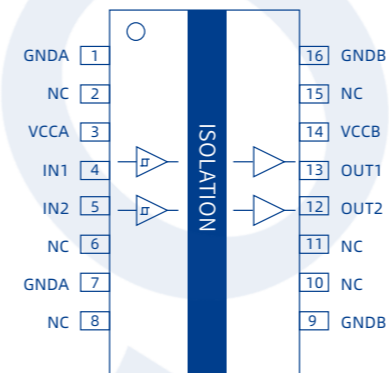 GNDA 1 16 GNDB
NC 2 15 NC
VCCA 3 14 VCCB
IN1 4 13 OUT1
IN2 5 12 OUT2
NC 6 11 NC
GNDA 7 10 NC
NC 8 9 GNDB
ISOLATION